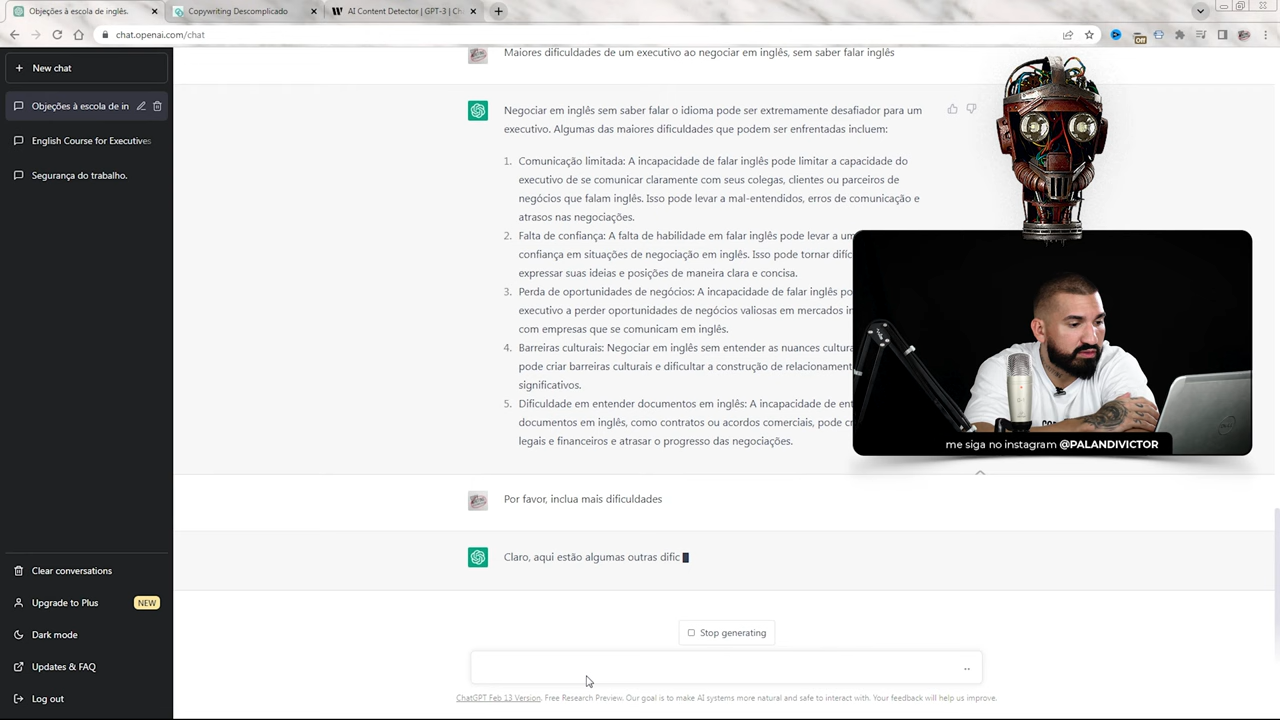 Objeções à escola de inglês.
Copywriting Descomplicado
AI Content Detector | GPT-3 | Ch
chat.openai.com/chat
Off
New chat
Objeções à escola de in
English Course for Executives
Segurança do trabalho.
Clear conversations
Upgrade to Plus
NEW
Dark mode
Updates & FAQ
Log out
Maiores dificuldades de um executivo ao negociar em inglês, sem saber falar inglês
Negociar em inglês sem saber falar o idioma pode ser extremamente desafiador para um
executivo. Algumas das maiores dificuldades que podem ser enfrentadas incluem:
1. Comunicação limitada: A incapacidade de falar inglês pode limitar a capacidade do
executivo de se comunicar claramente com seus colegas, clientes ou parceiros de
negócios que falam inglês. Isso pode levar a mal-entendidos, erros de comunicação e
atrasos nas negociações.
2. Falta de confiança: A falta de habilidade em falar inglês pode levar a um
confiança em situações de negociação em inglês. Isso pode tornar difíc
expressar suas ideias e posições de maneira clara e concisa.
3. Perda de oportunidades de negócios: A incapacidade de falar inglês po
executivo a perder oportunidades de negócios valiosas em mercados in
com empresas que se comunicam em inglês.
4. Barreiras culturais: Negociar em inglês sem entender as nuances cultura
pode criar barreiras culturais e dificultar a construção de relacionament
significativos.
5. Dificuldade em entender documentos em inglês: A incapacidade de ent
documentos em inglês, como contratos ou acordos comerciais, pode cr
legais e financeiros e atrasar o progresso das negociações.
me siga no instagram @PALANDIVICTOR
Por favor, inclua mais dificuldades
Claro, aqui estão algumas outras dific
Stop generating
ChatGPT Feb 13 Version. Free Research Preview. Our goal is to make AI systems more natural and safe to interact with. Your feedback will help us improve.